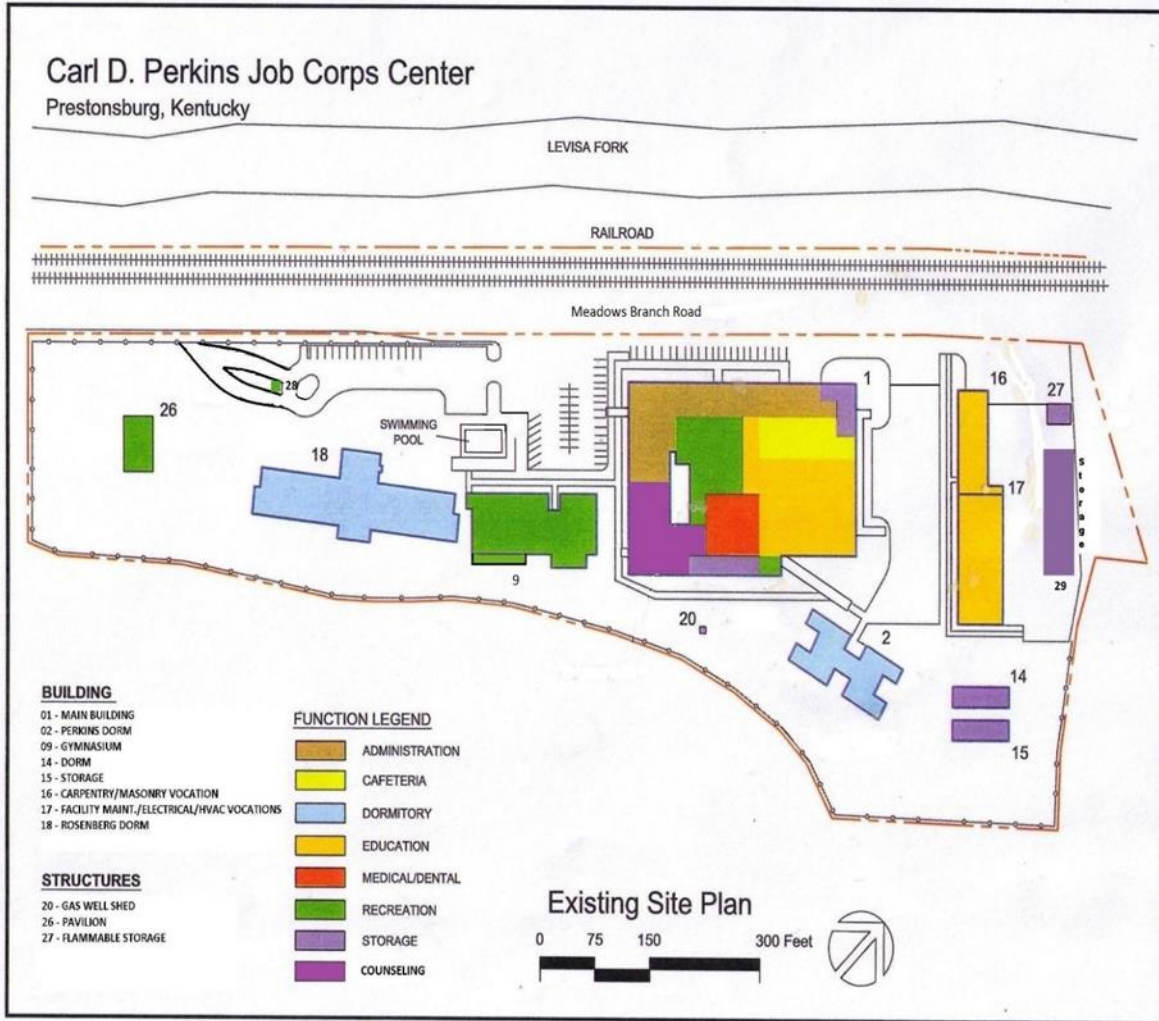 Carl D. Perkins Job Corps Center
Prestonsburg, Kentucky
LEVISA FORK
RAILROAD
Meadows Branch Road
28
26
18
SWIMMING
POOL
9
1
16
27
17
Storage
29
20
2
14
15
BUILDING
01 - MAIN BUILDING
02 - PERKINS DORM
09 - GYMNASIUM
14 - DORM
15 - STORAGE
16 - CARPENTRY/MASONRY VOCATION
17 - FACILITY MAINT./ELECTRICAL/HVAC VOCATIONS
18 - ROSENBERG DORM
STRUCTURES
20 - GAS WELL SHED
26 - PAVILION
27 - FLAMMABLE STORAGE
FUNCTION LEGEND
ADMINISTRATION
CAFETERIA
DORMITORY
EDUCATION
MEDICAL/DENTAL
RECREATION
STORAGE
COUNSELING
Existing Site Plan
0 75 150 300 Feet